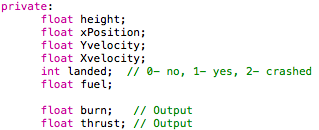 private:
float height;
float xPosition;
float Yvelocity;
float Xvelocity;
int landed;  // 0- no, 1- yes, 2- crashed
float fuel;
float burn;   // Output
float thrust; // Output